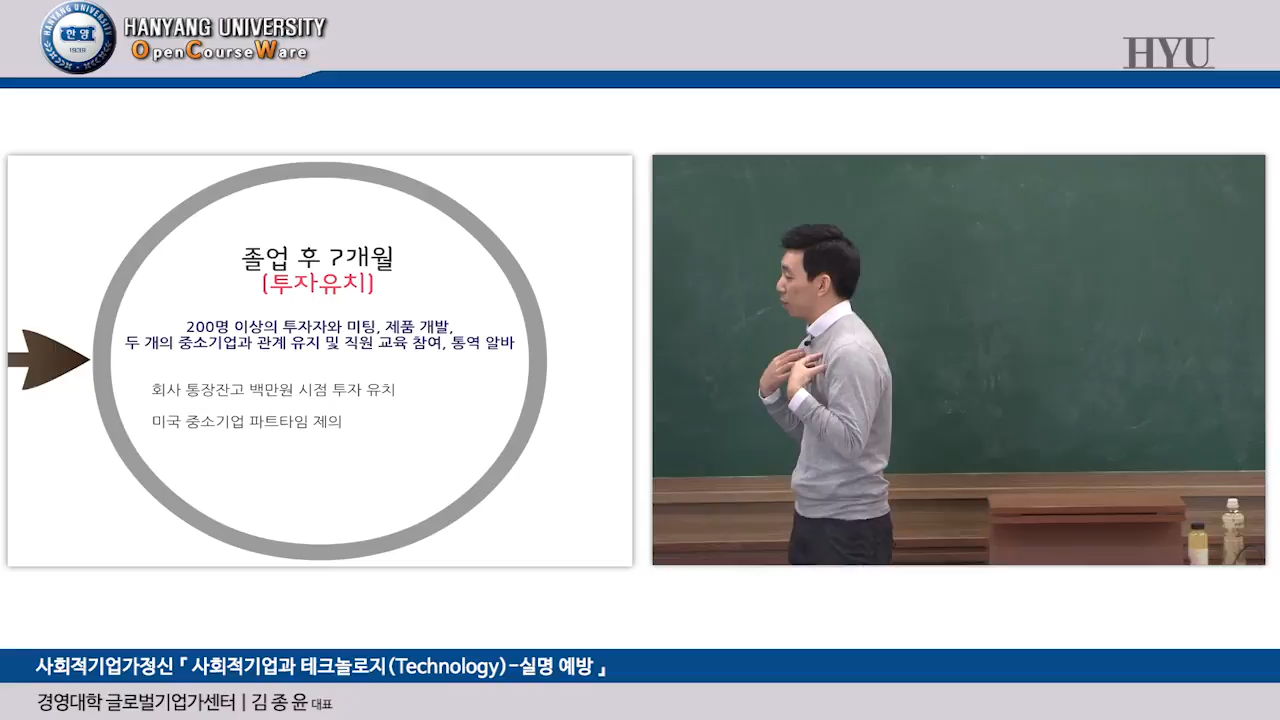 HANYANG UNIVERSITY
한양
1939
HANYANG UNIVERSITY
OpenCourseWare
HYU
졸업 후 7개월
(투자유치)
200명 이상의 투자자와 미팅, 제품 개발,
두 개의 중소기업과 관계 유지 및 직원 교육 참여, 통역 알바
회사 통장잔고 백만원 시점 투자 유치
미국 중소기업 파트타임 제의
사회적기업가정신 『 사회적기업과 테크놀로지(Technology)-실명 예방 』
경영대학 글로벌기업가센터 | 김 종 윤 대표